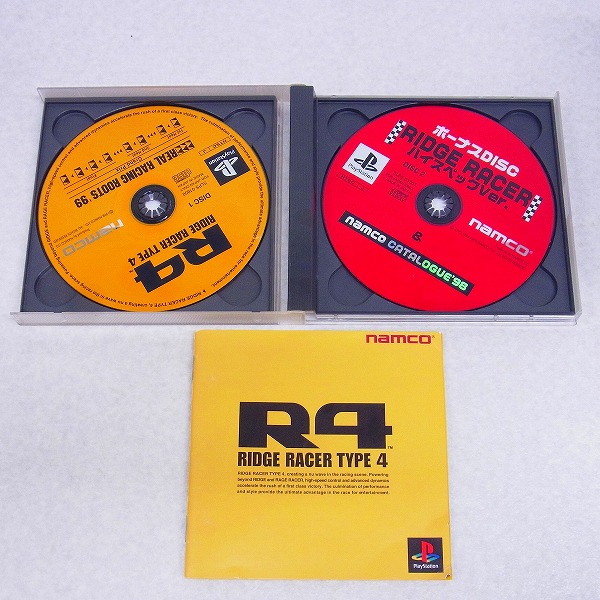 REAL RACING ROOTS '99
PlayStation
DISC 1
namco
R4
RIDGE RACER TYPE 4
ボーナスDISC
RIDGE RACER
ハイスペックVer.
PlayStation
DISC-2
namco
&
namco CATALOGUE'98
namco
R4
TM
RIDGE RACER TYPE 4
RIDGE RACER TYPE 4, creating a nu wave in the racing scene. Powering
beyond RIDGE and RAGE RACER, high-speed control and advanced dynamics
accelerate the rush of a first class victory. The culmination of performance
and style provide the ultimate advantage in the race for entertainment.
PlayStation